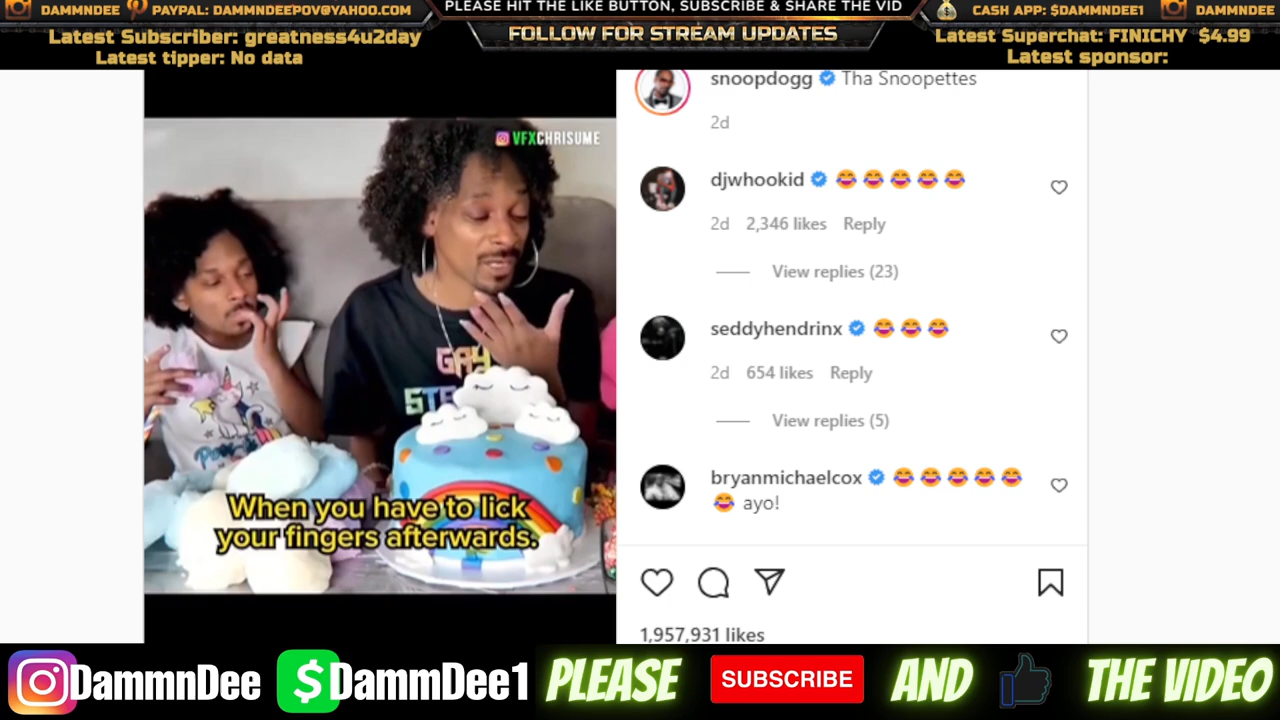 DAMMNDEE
PAYPAL: DAMMNDEEPOV@YAHOO.COM
PLEASE HIT THE LIKE BUTTON, SUBSCRIBE & SHARE THE VID
CASH APP: $DAMMNDEE1
DAMMNDEE
Latest Subscriber: greatness4u2day
Latest tipper: No data
FOLLOW FOR STREAM UPDATES
Latest Superchat: FINICHY $4.99
Latest sponsor:
VFXCHRISUME
GAY
When you have to lick
your fingers afterwards.
snoopdogg Tha Snoopettes
2d
djwhookid 😂😂😂😂😂
2d 2,346 likes Reply
View replies (23)
seddyhendrinx 😂😂😂
2d 654 likes Reply
View replies (5)
bryanmichaelcox 😂😂😂😂😂
😂 ayo!
1,957,931 likes
DammnDee
$DammDee1
PLEASE
SUBSCRIBE
AND
THE VIDEO